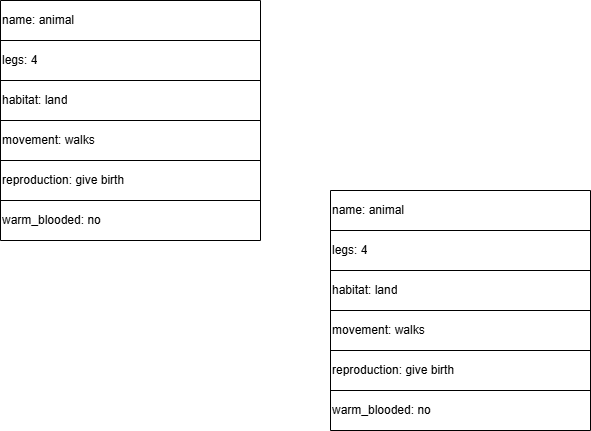 name: animal
legs: 4
habitat: land
movement: walks
reproduction: give birth
warm_blooded: no
name: animal
legs: 4
habitat: land
movement: walks
reproduction: give birth
warm_blooded: no